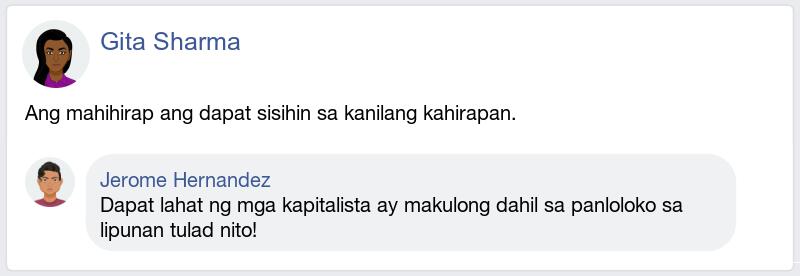 Gita Sharma
Ang mahihirap ang dapat sisihin sa kanilang kahirapan.
Jerome Hernandez
Dapat lahat ng mga kapitalista ay makulong dahil sa panloloko sa
lipunan tulad nito!